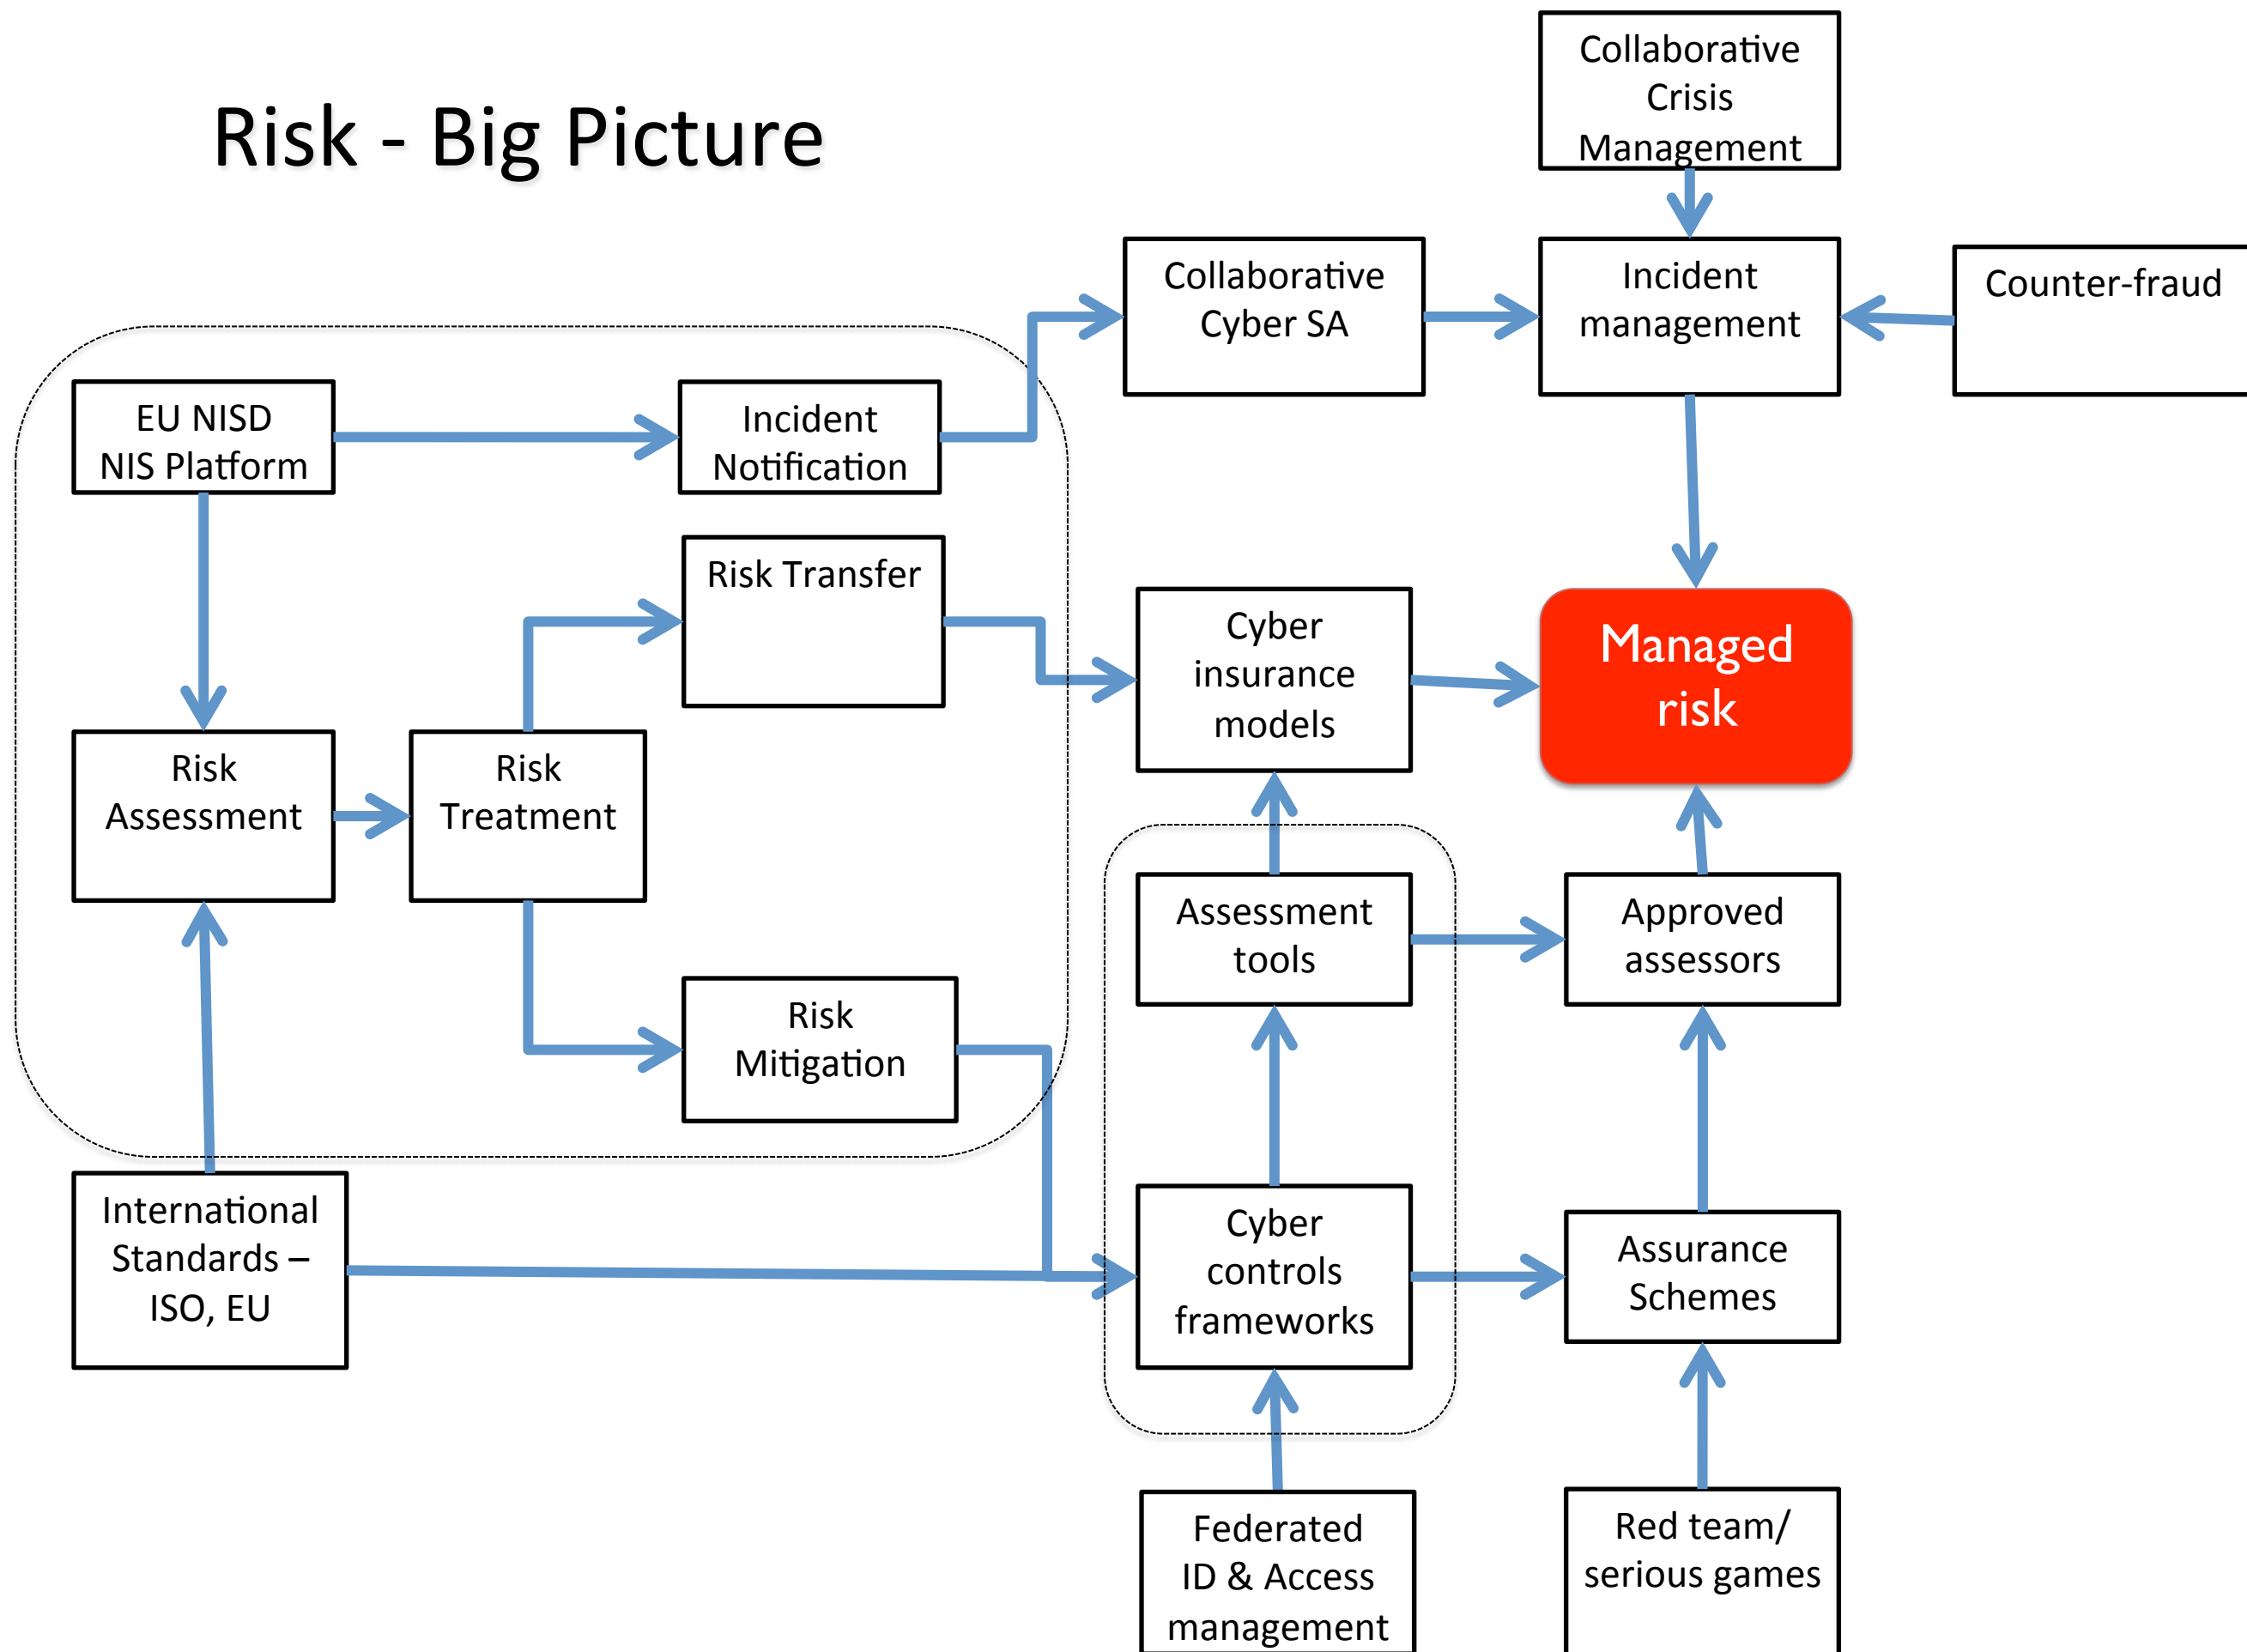 Risk - Big Picture
Collaborative
Crisis
Management
Collaborative
Cyber SA
Incident
management
Counter-fraud
EU NISD
NIS Platform
Incident
Notification
Risk Transfer
Cyber
insurance
models
Managed
risk
Risk
Assessment
Risk
Treatment
Assessment
tools
Approved
assessors
Risk
Mitigation
International
Standards –
ISO, EU
Cyber
controls
frameworks
Assurance
Schemes
Federated
ID & Access
management
Red team/
serious games